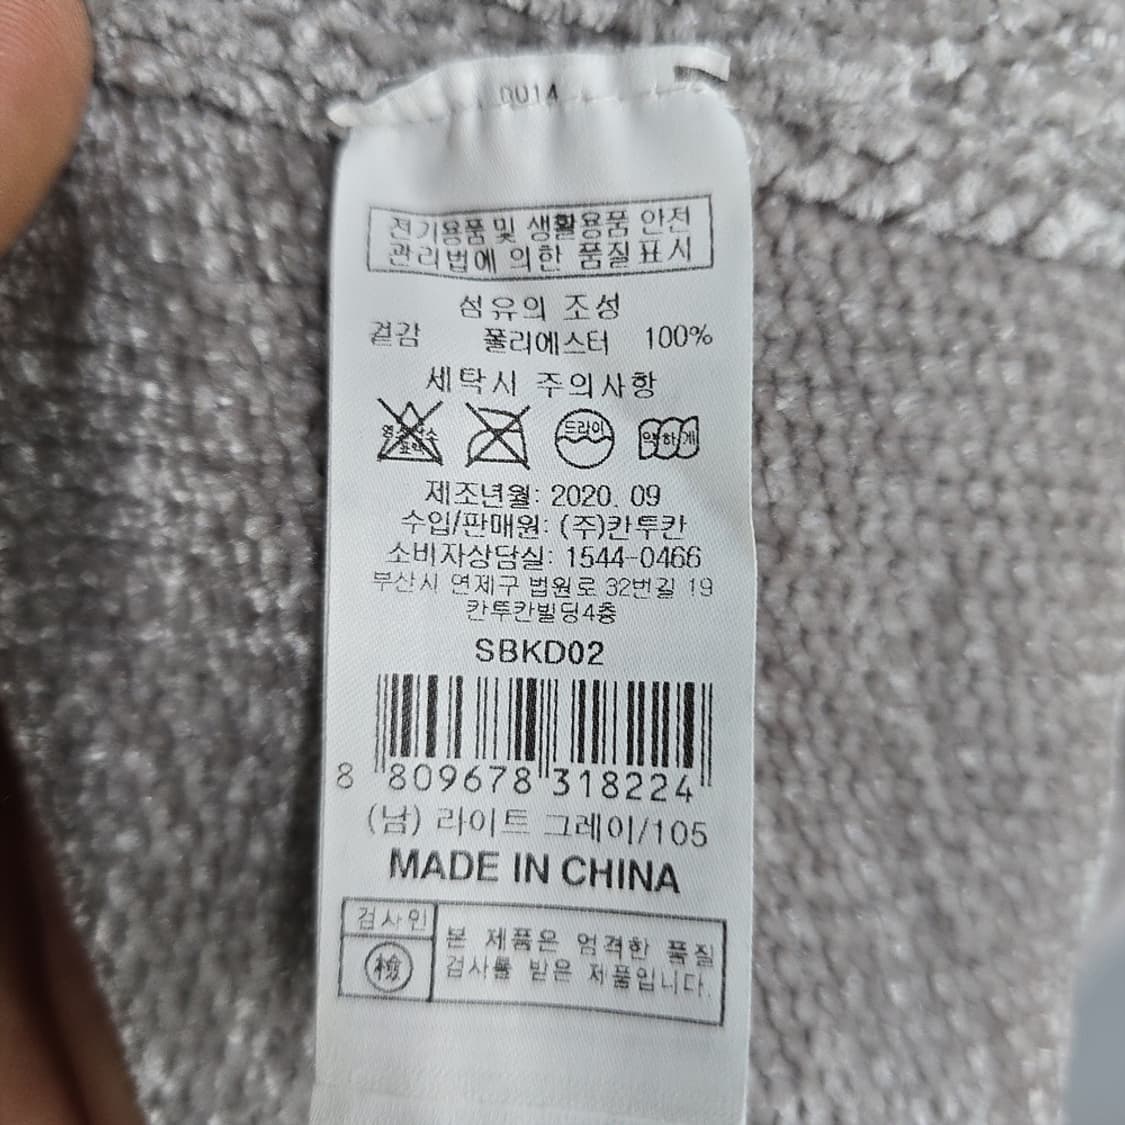 0014
전기용품및 생활용품 안전
관리법에 의한 품질표시
섬유의 조성
겉감 폴리에스터 100%
세탁시 주의사항
염소 표백
드라이
약하게
제조년월: 2020. 09
수입/판매원: (주)칸투칸
소비자상담실: 1544-0466
부산시 연제구 법원로 32번길 19
칸투칸빌딩4층
SBKD02
8 809678 318224
(남) 라이트 그레이/105
MADE IN CHINA
검사인
檢
본 제품은 엄격한 품질
검사를 받은 제품입니다.